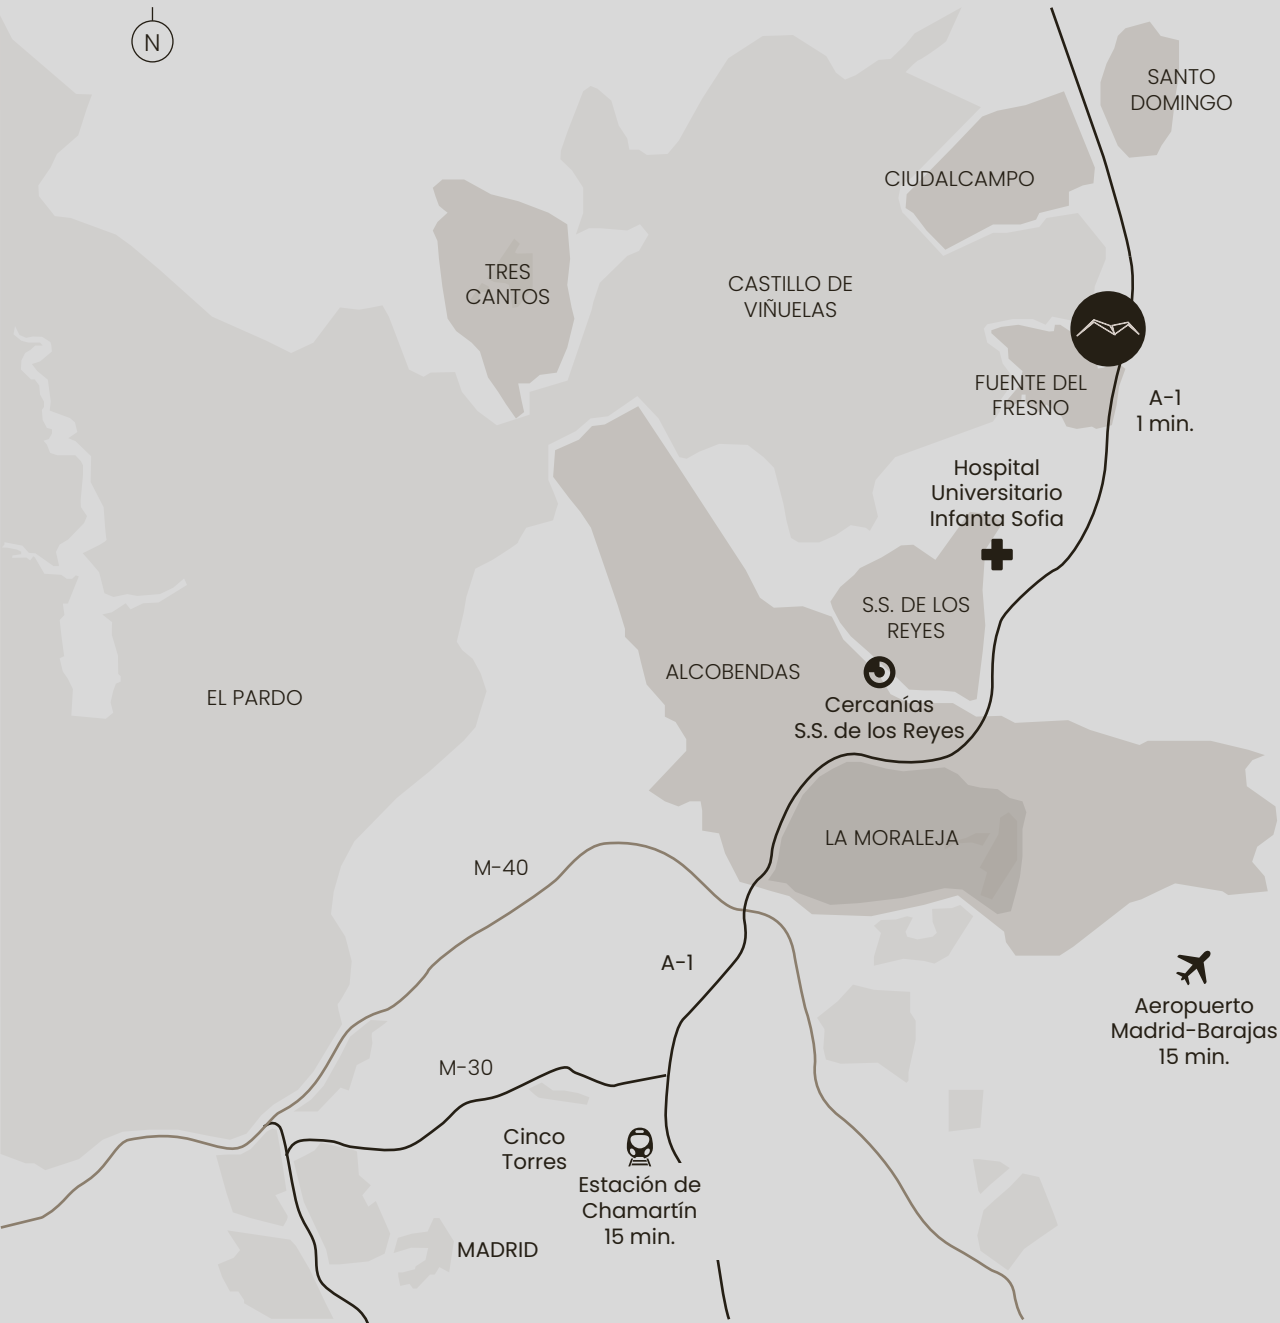 N
SANTO
DOMINGO
CIUDALCAMPO
TRES
CANTOS
CASTILLO DE
VIÑUELAS
FUENTE DEL
FRESNO
A-1
1 min.
Hospital
Universitario
Infanta Sofia
S.S. DE LOS
REYES
ALCOBENDAS
EL PARDO
Cercanías
S.S. de los Reyes
LA MORALEJA
M-40
A-1
Aeropuerto
Madrid-Barajas
15 min.
M-30
Cinco
Torres
Estación de
Chamartín
15 min.
MADRID